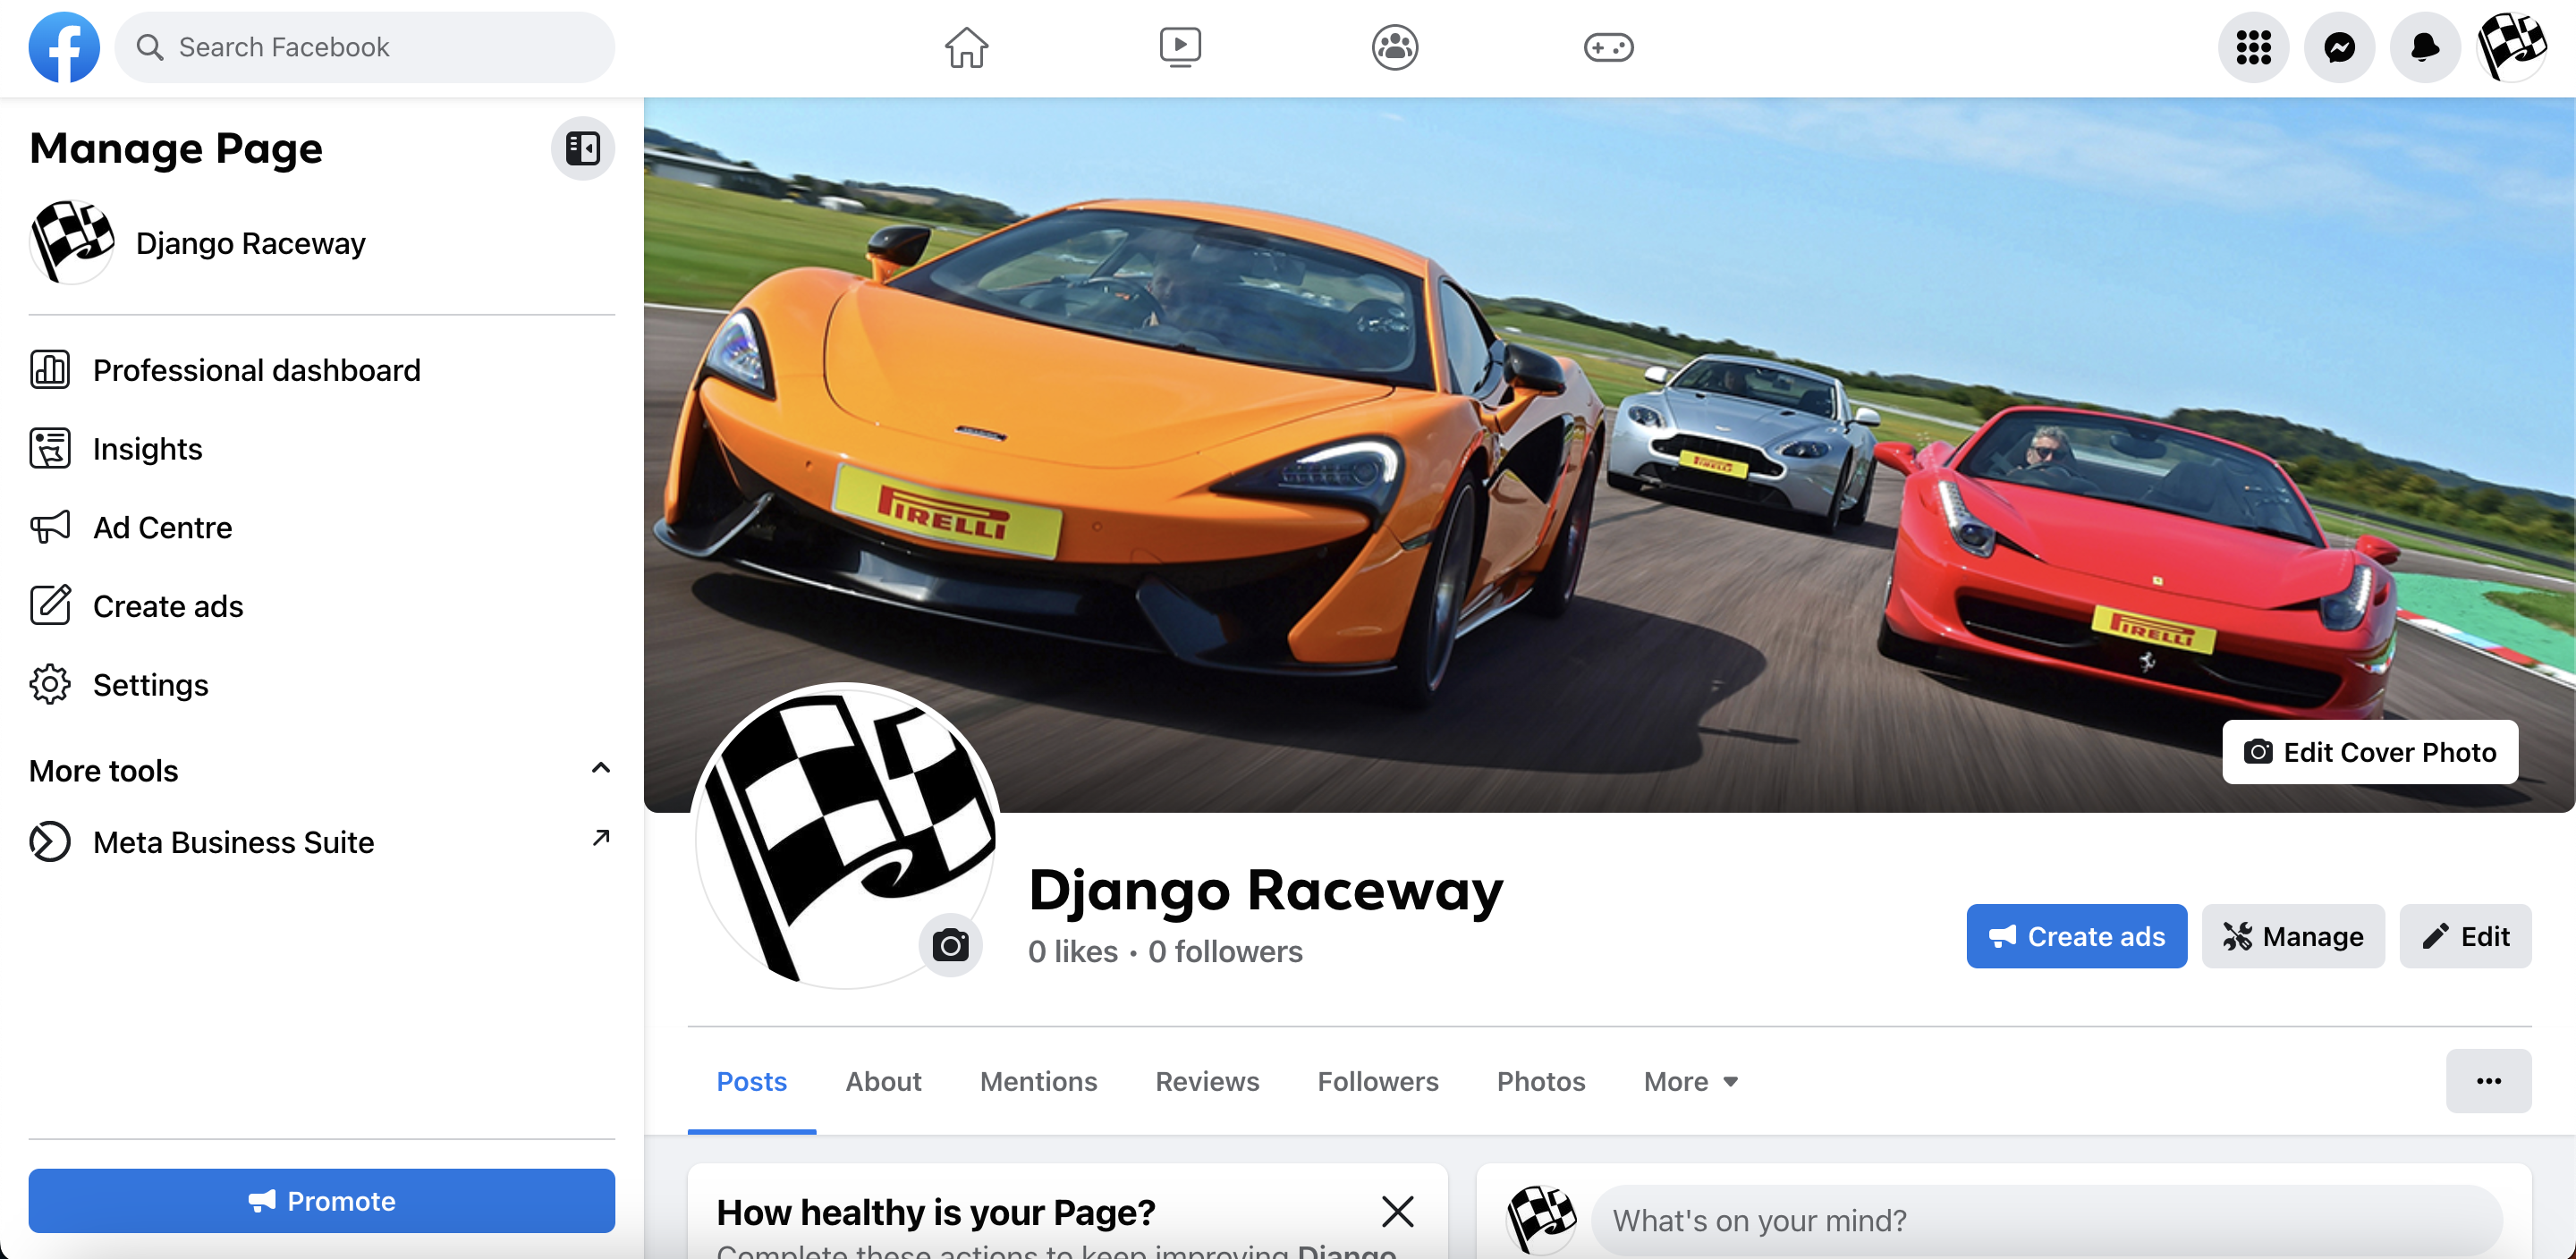 Search Facebook
Manage Page
Django Raceway
Professional dashboard
Insights
Ad Centre
Create ads
Settings
More tools
Meta Business Suite
Promote
PIRELLI
PIRELLI
PIRELLI
Edit Cover Photo
Django Raceway
0 likes • 0 followers
Create ads
Manage
Edit
Posts
About
Mentions
Reviews
Followers
Photos
More
How healthy is your Page?
Complete these actions to keep improving Django
What's on your mind?